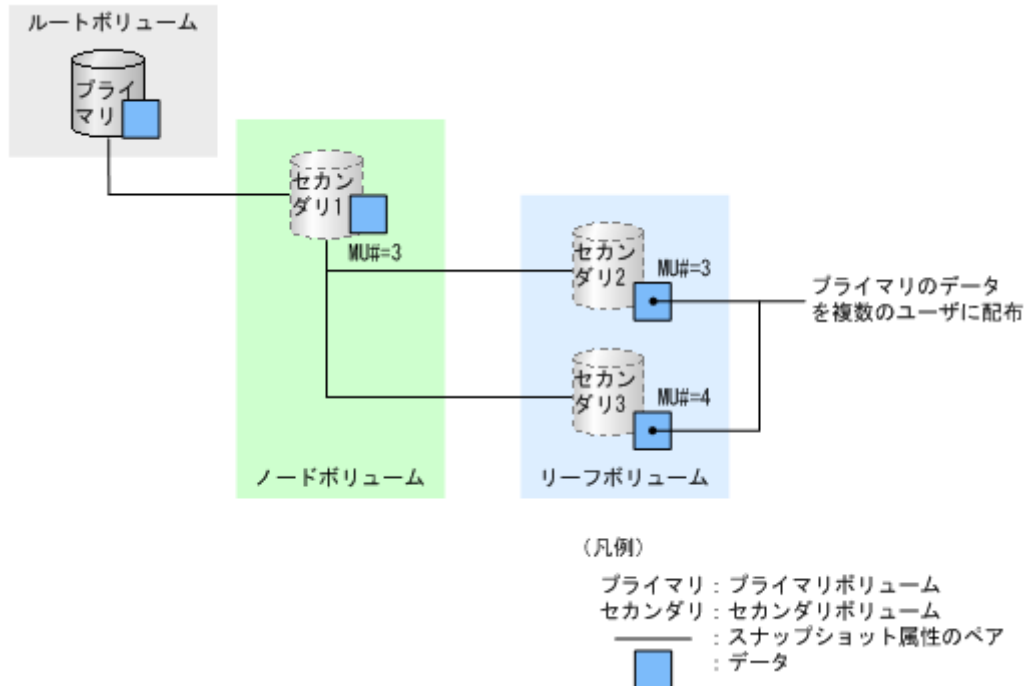 ルートボリューム
プライ
マリ
セカン
ダリ1
MU#=3
セカン
ダリ2
MU#=3
プライマリのデータ
を複数のユーザに配布
セカン
ダリ3
MU#=4
ノードボリューム
リーフボリューム
（凡例）
プライマリ：プライマリボリューム
セカンダリ：セカンダリボリューム
：スナップショット属性のペア
：データ